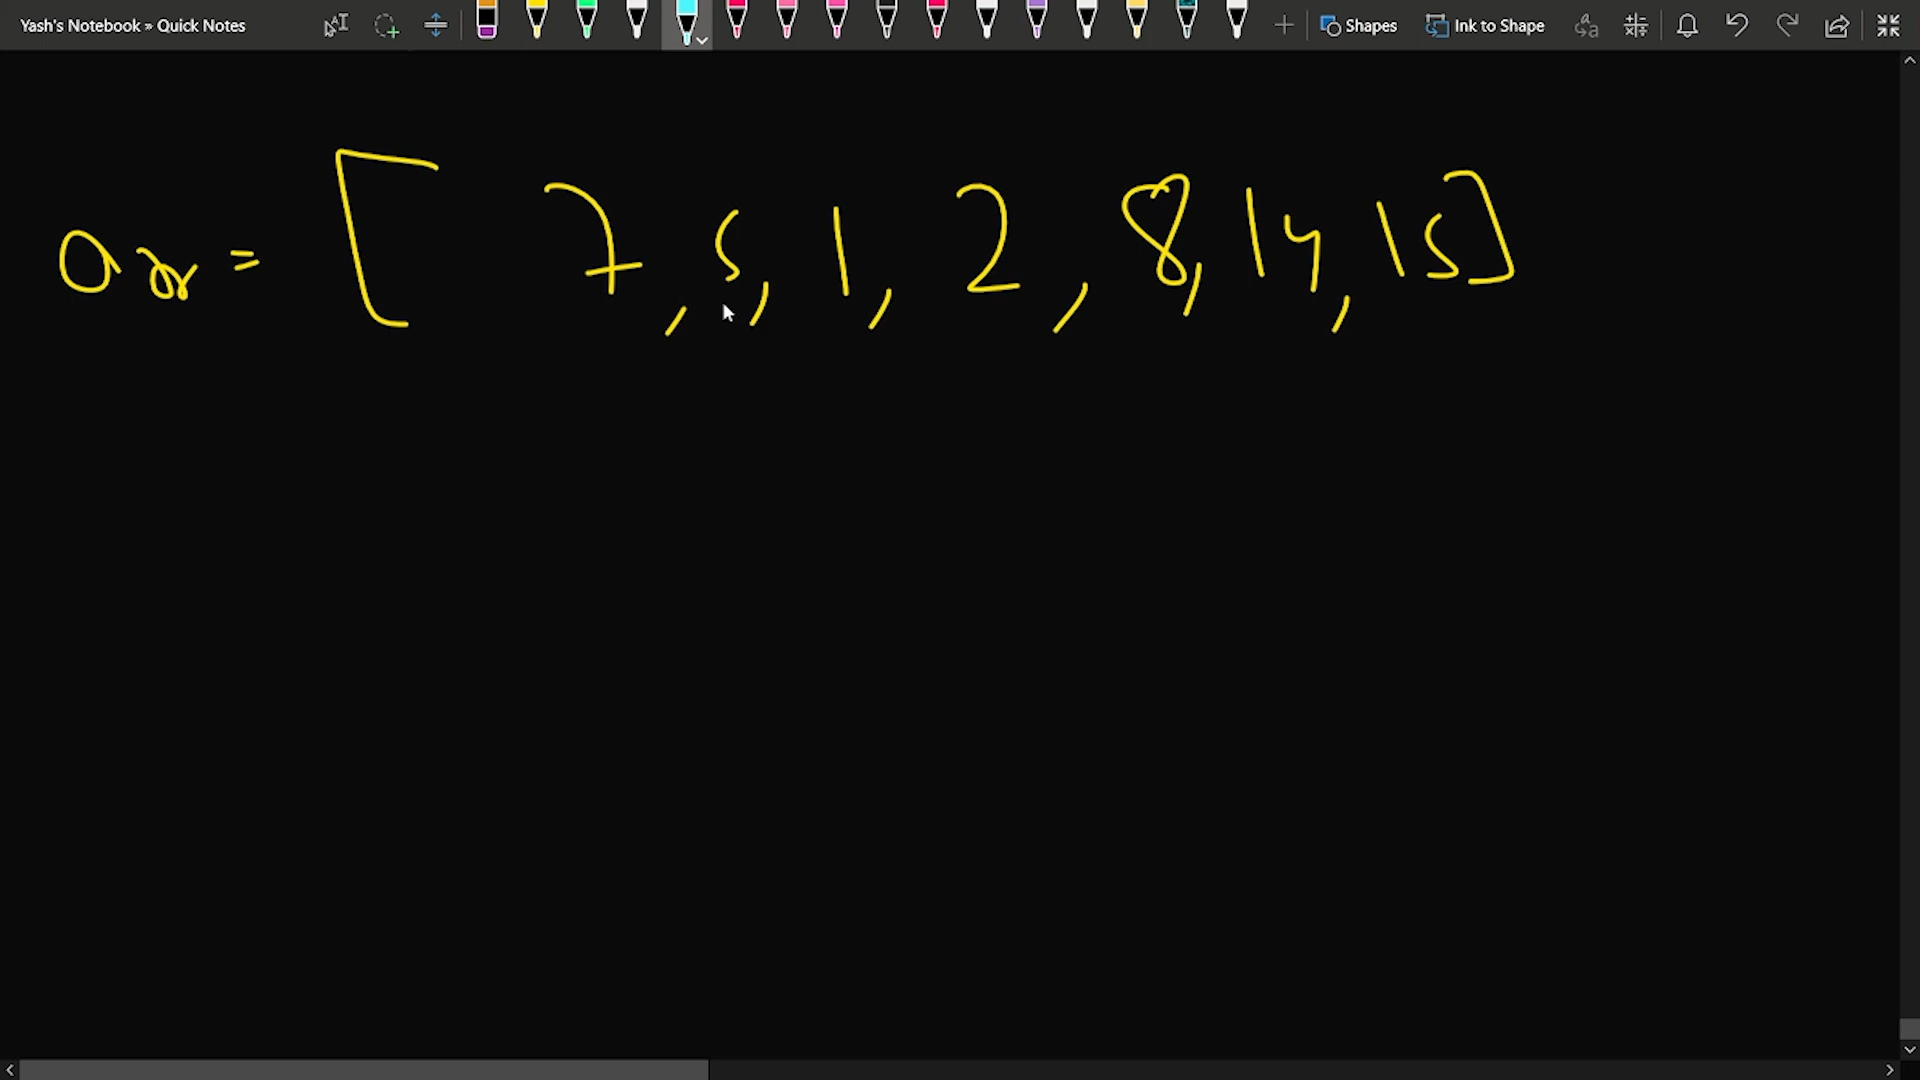 Yash's Notebook » Quick Notes
Shapes
Ink to Shape
arr = [ 7, 5, 1, 2, 8, 14, 15]